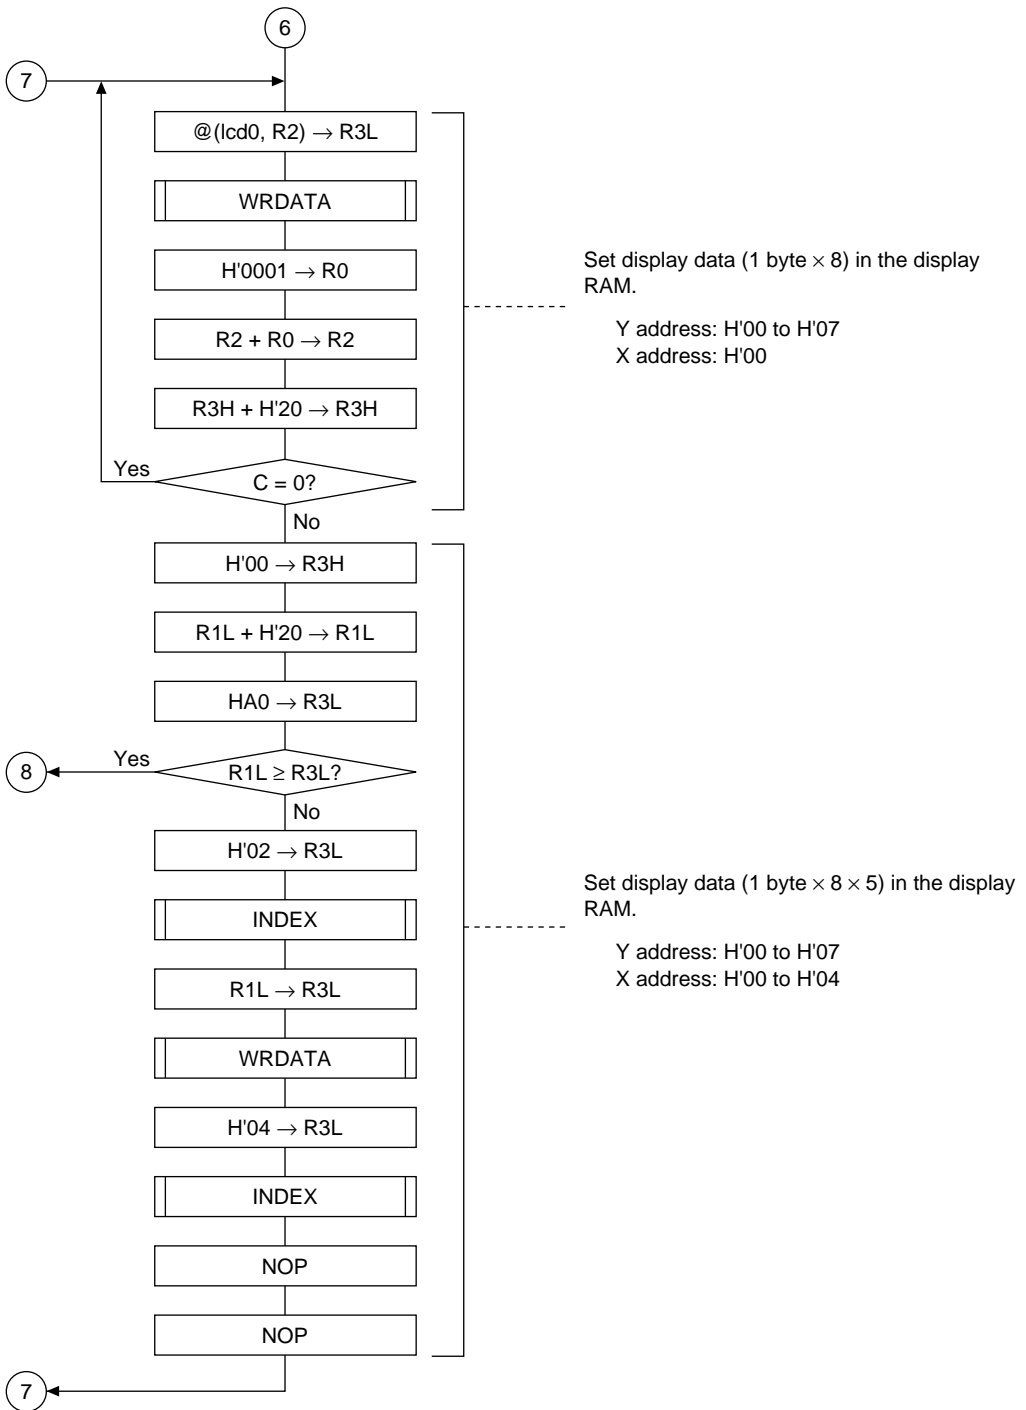 6
7
@(lcd0, R2) → R3L
WRDATA
H'0001 → R0
R2 + R0 → R2
R3H + H'20 → R3H
Yes
C = 0?
No
Set display data (1 byte × 8) in the display
RAM.
Y address: H'00 to H'07
X address: H'00
H'00 → R3H
R1L + H'20 → R1L
HA0 → R3L
8
Yes
R1L ≥ R3L?
No
H'02 → R3L
INDEX
R1L → R3L
WRDATA
H'04 → R3L
INDEX
NOP
NOP
Set display data (1 byte × 8 × 5) in the display
RAM.
Y address: H'00 to H'07
X address: H'00 to H'04
7